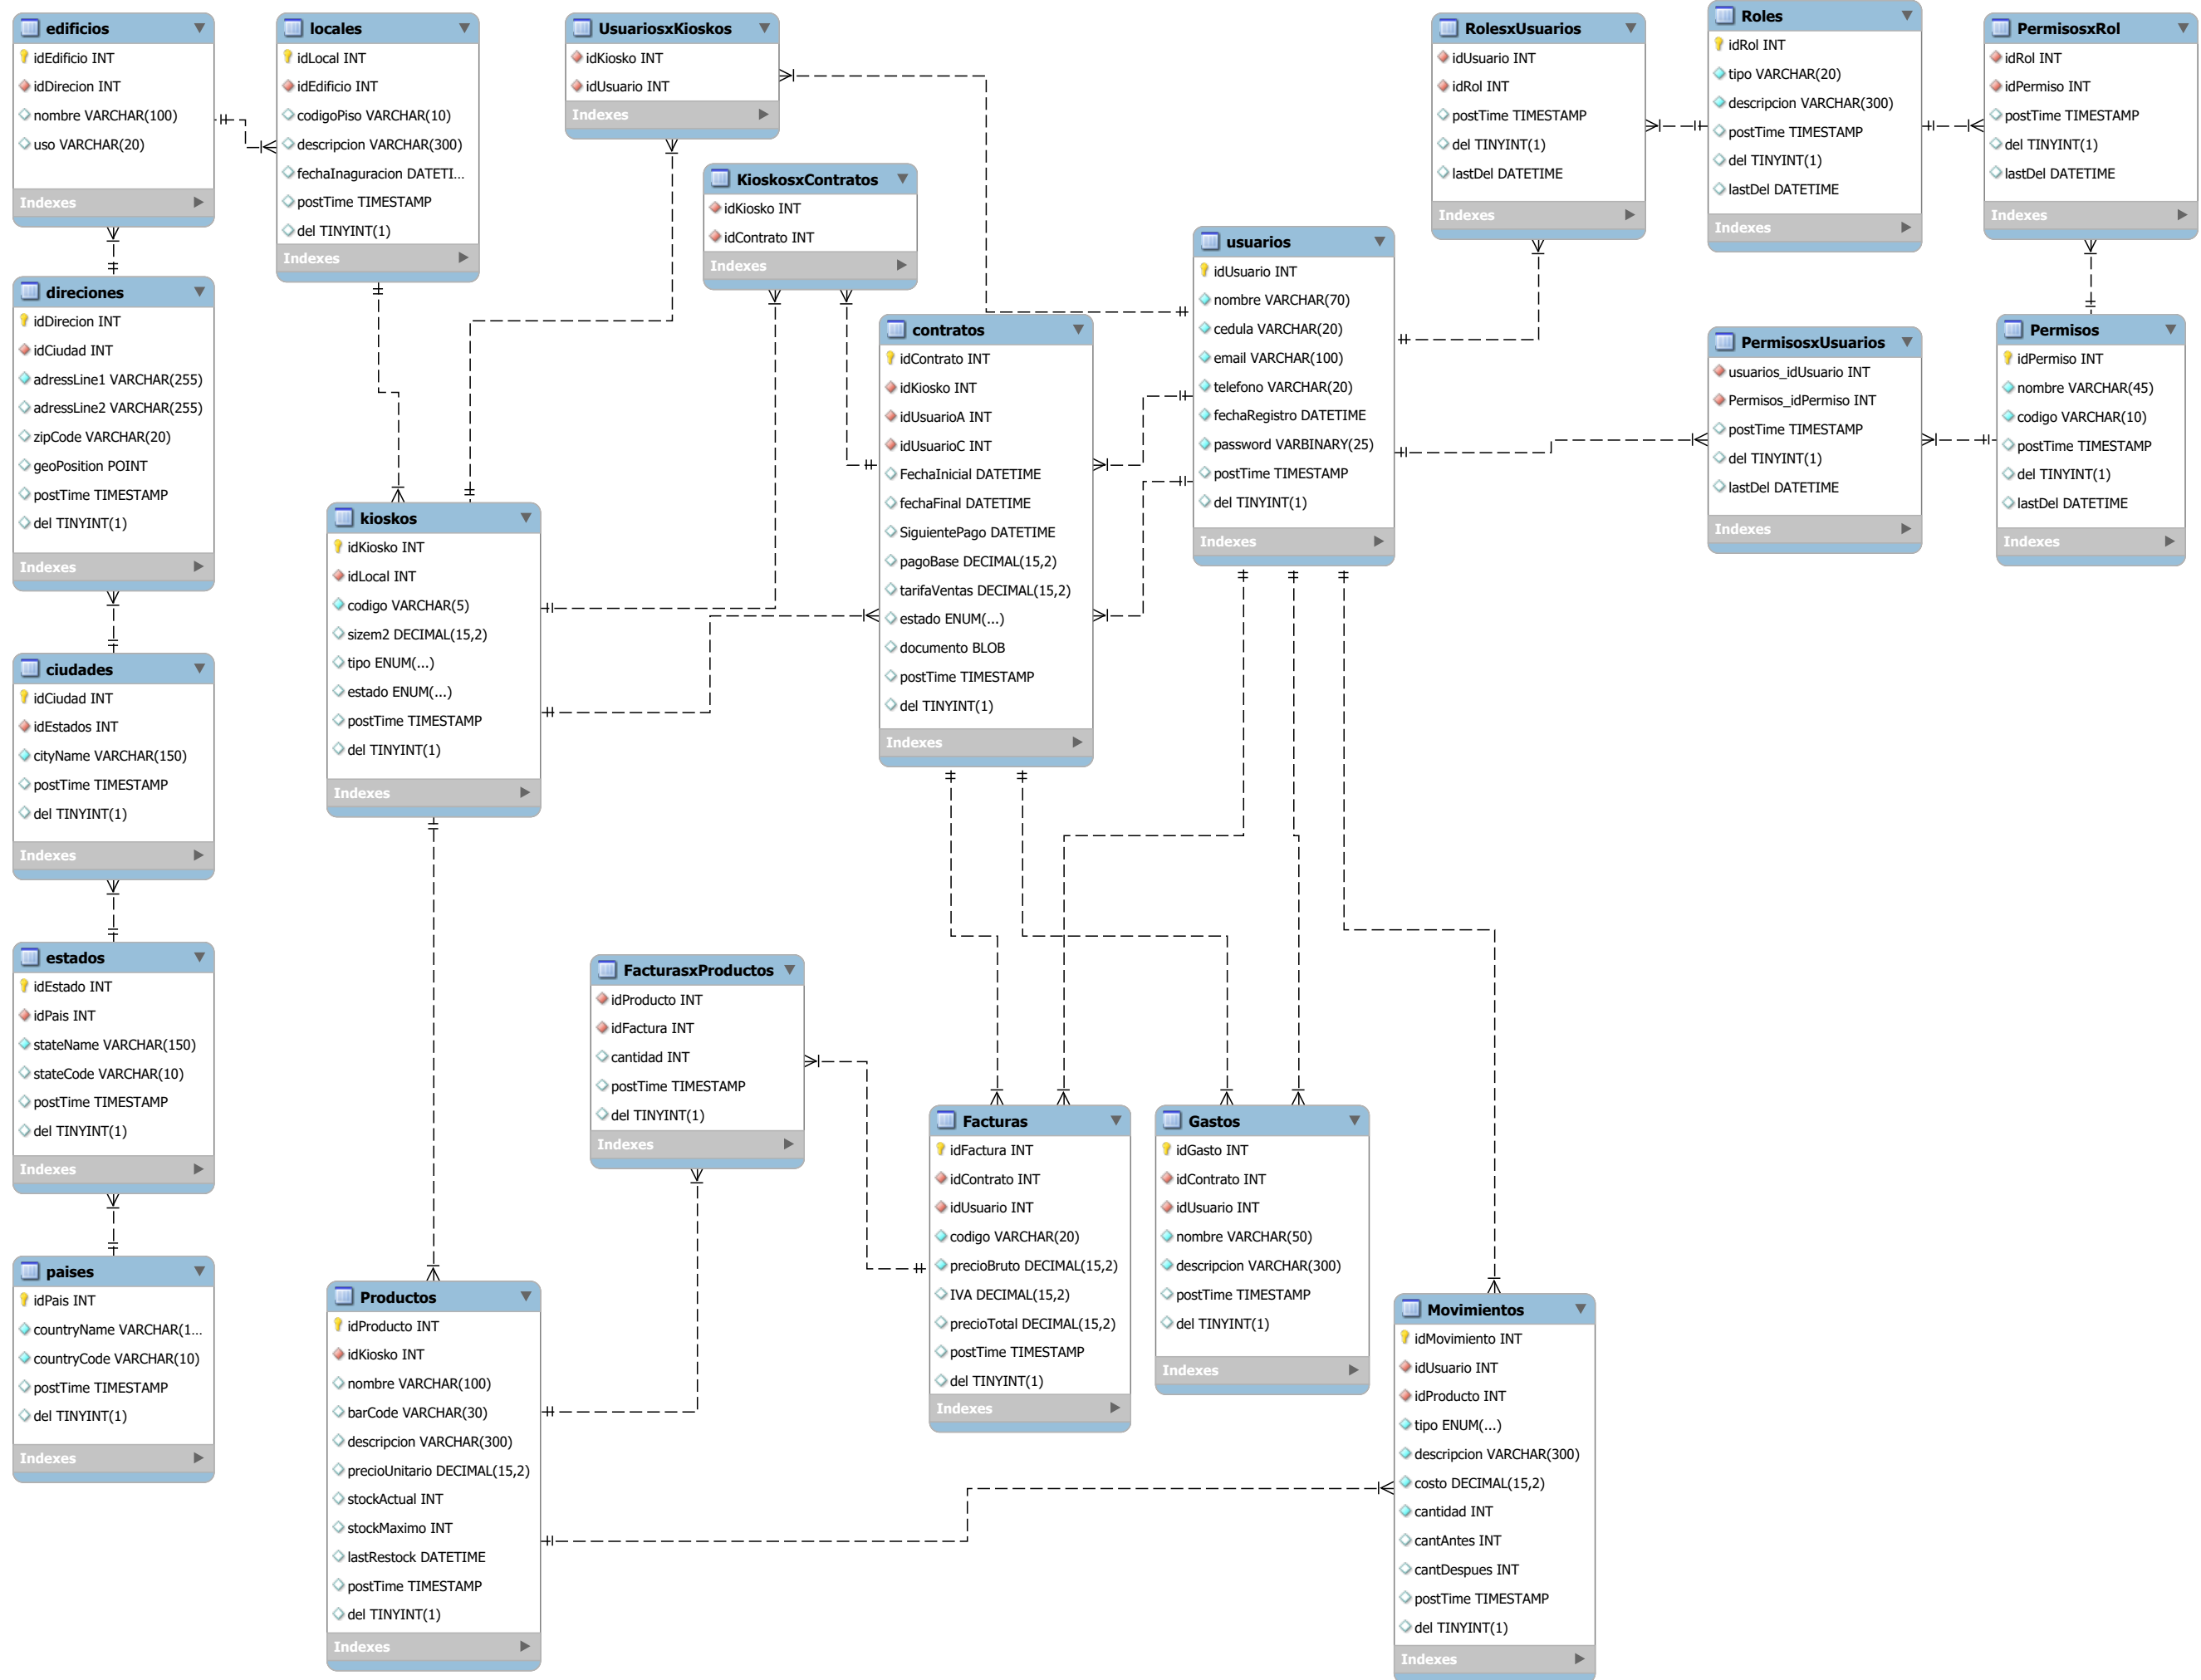 edificios
idEdificio INT
idDirecion INT
nombre VARCHAR(100)
uso VARCHAR(20)
Indexes
locales
idLocal INT
idEdificio INT
codigoPiso VARCHAR(10)
descripcion VARCHAR(300)
fechaInaguracion DATETI...
postTime TIMESTAMP
del TINYINT(1)
Indexes
UsuariosxKioskos
idKiosko INT
idUsuario INT
Indexes
KioskosxContratos
idKiosko INT
idContrato INT
Indexes
RolesxUsuarios
idUsuario INT
idRol INT
postTime TIMESTAMP
del TINYINT(1)
lastDel DATETIME
Indexes
Roles
idRol INT
tipo VARCHAR(20)
descripcion VARCHAR(300)
postTime TIMESTAMP
del TINYINT(1)
lastDel DATETIME
Indexes
PermisosxRol
idRol INT
idPermiso INT
postTime TIMESTAMP
del TINYINT(1)
lastDel DATETIME
Indexes
direciones
idDirecion INT
idCiudad INT
adressLine1 VARCHAR(255)
adressLine2 VARCHAR(255)
zipCode VARCHAR(20)
geoPosition POINT
postTime TIMESTAMP
del TINYINT(1)
Indexes
usuarios
idUsuario INT
nombre VARCHAR(70)
cedula VARCHAR(20)
email VARCHAR(100)
telefono VARCHAR(20)
fechaRegistro DATETIME
password VARBINARY(25)
postTime TIMESTAMP
del TINYINT(1)
Indexes
contratos
idContrato INT
idKiosko INT
idUsuarioA INT
idUsuarioC INT
FechaInicial DATETIME
fechaFinal DATETIME
SiguientePago DATETIME
pagoBase DECIMAL(15,2)
tarifaVentas DECIMAL(15,2)
estado ENUM(...)
documento BLOB
postTime TIMESTAMP
del TINYINT(1)
Indexes
PermisosxUsuarios
usuarios_idUsuario INT
Permisos_idPermiso INT
postTime TIMESTAMP
del TINYINT(1)
lastDel DATETIME
Indexes
Permisos
idPermiso INT
nombre VARCHAR(45)
codigo VARCHAR(10)
postTime TIMESTAMP
del TINYINT(1)
lastDel DATETIME
Indexes
kioskos
idKiosko INT
idLocal INT
codigo VARCHAR(5)
sizem2 DECIMAL(15,2)
tipo ENUM(...)
estado ENUM(...)
postTime TIMESTAMP
del TINYINT(1)
Indexes
ciudades
idCiudad INT
idEstados INT
cityName VARCHAR(150)
postTime TIMESTAMP
del TINYINT(1)
Indexes
estados
idEstado INT
idPais INT
stateName VARCHAR(150)
stateCode VARCHAR(10)
postTime TIMESTAMP
del TINYINT(1)
Indexes
FacturasxProductos
idProducto INT
idFactura INT
cantidad INT
postTime TIMESTAMP
del TINYINT(1)
Indexes
Facturas
idFactura INT
idContrato INT
idUsuario INT
codigo VARCHAR(20)
precioBruto DECIMAL(15,2)
IVA DECIMAL(15,2)
precioTotal DECIMAL(15,2)
postTime TIMESTAMP
del TINYINT(1)
Indexes
Gastos
idGasto INT
idContrato INT
idUsuario INT
nombre VARCHAR(50)
descripcion VARCHAR(300)
postTime TIMESTAMP
del TINYINT(1)
Indexes
paises
idPais INT
countryName VARCHAR(1...
countryCode VARCHAR(10)
postTime TIMESTAMP
del TINYINT(1)
Indexes
Productos
idProducto INT
idKiosko INT
nombre VARCHAR(100)
barCode VARCHAR(30)
descripcion VARCHAR(300)
precioUnitario DECIMAL(15,2)
stockActual INT
stockMaximo INT
lastRestock DATETIME
postTime TIMESTAMP
del TINYINT(1)
Indexes
Movimientos
idMovimiento INT
idUsuario INT
idProducto INT
tipo ENUM(...)
descripcion VARCHAR(300)
costo DECIMAL(15,2)
cantidad INT
cantAntes INT
cantDespues INT
postTime TIMESTAMP
del TINYINT(1)
Indexes